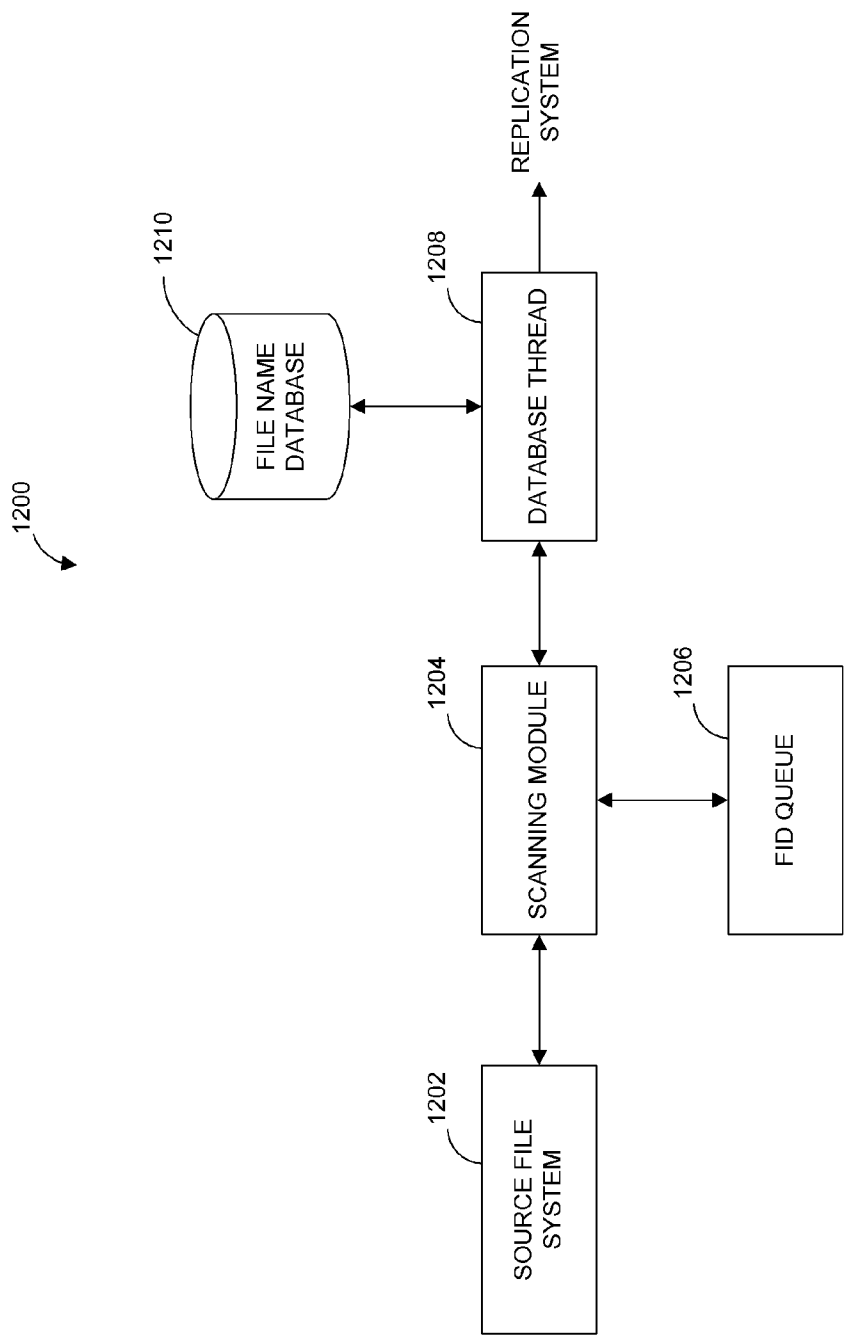 1200
1210
FILE NAME
DATABASE
1202
SOURCE FILE
SYSTEM
1204
SCANNING MODULE
1208
DATABASE THREAD
REPLICATION
SYSTEM
1206
FID QUEUE